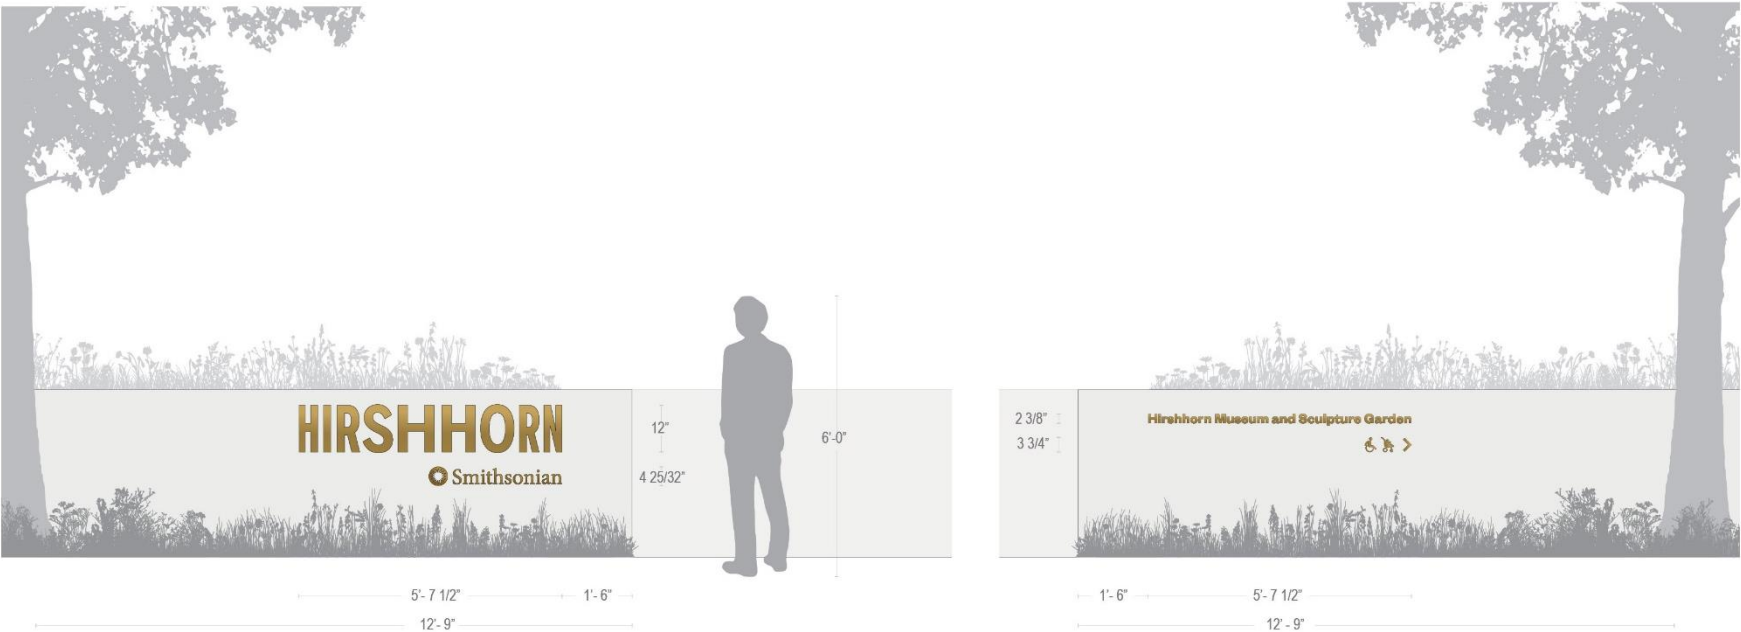 HIRSHHORN
Smithsonian
12"
4 25/32"
6'-0"
5'- 7 1/2"
1'- 6"
12'- 9"
2 3/8"
3 3/4"
Hirshhorn Museum and Sculpture Garden
1'- 6"
5'- 7 1/2"
12' - 9"